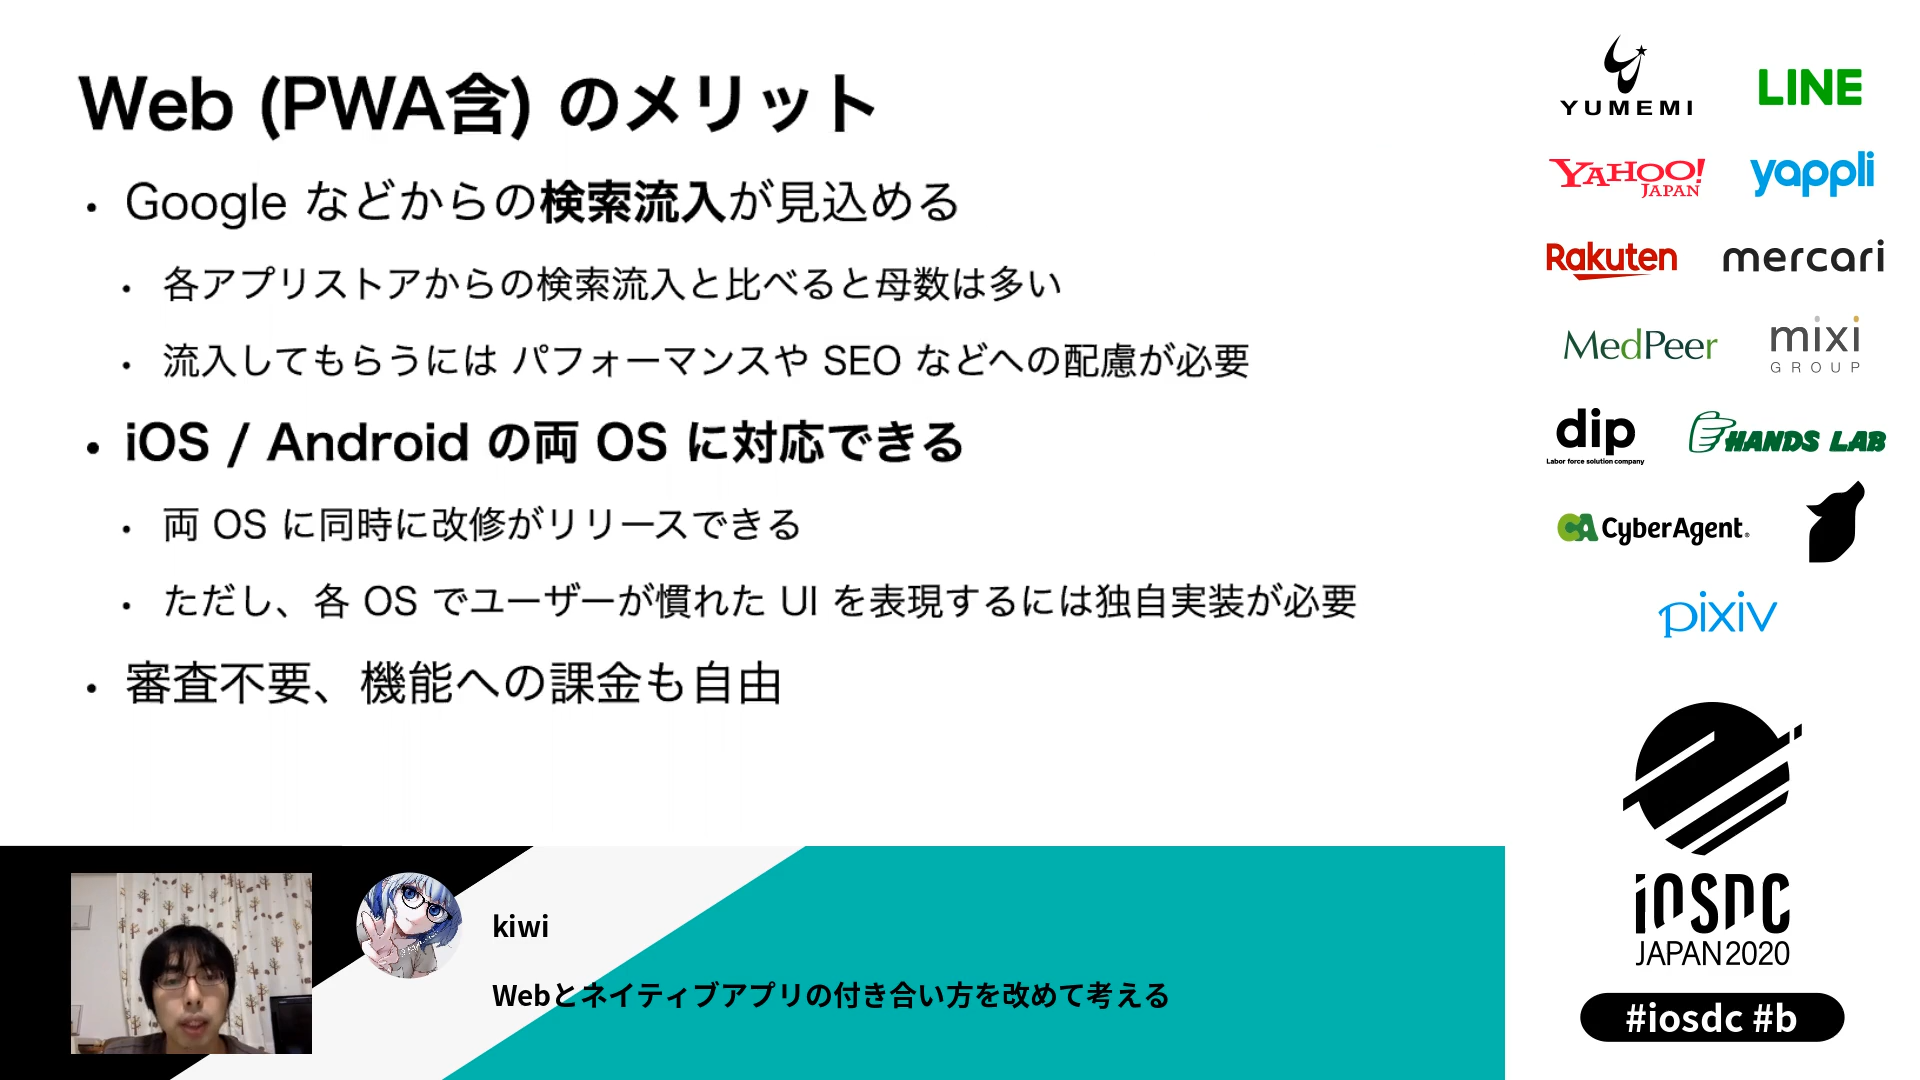 Web (PWA含) のメリット
・ Google などからの検索流入が見込める
・ 各アプリストアからの検索流入と比べると母数は多い
・ 流入してもらうには パフォーマンスや SEO などへの配慮が必要
・ iOS / Android の両 OS に対応できる
・ 両 OS に同時に改修がリリースできる
・ ただし、各 OS でユーザーが慣れた UI を表現するには独自実装が必要
・ 審査不要、機能への課金も自由
kiwi
Webとネイティブアプリの付き合い方を改めて考える
YUMEMI
LINE
YAHOO!
JAPAN
yappli
Rakuten
mercari
MedPeer
mixi
GROUP
dip
Labor force solution company
HANDS LAB
CA CyberAgent®
pixiv
iOSDC
JAPAN 2020
#iosdc #b